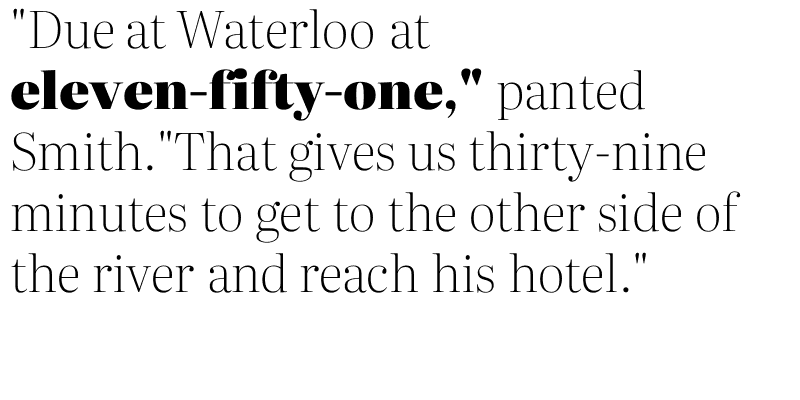 "Due at Waterloo at
eleven-fifty-one," panted
Smith."That gives us thirty-nine
minutes to get to the other side of
the river and reach his hotel."